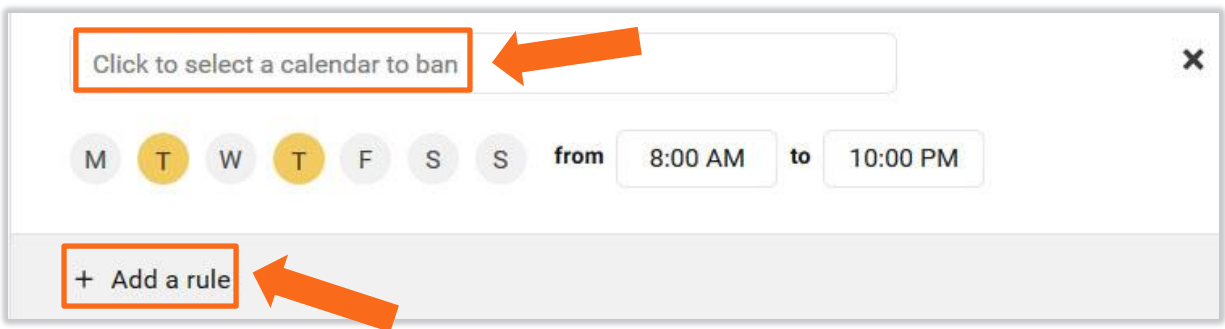 Click to select a calendar to ban
M T W T F S S from 8:00 AM to 10:00 PM
+ Add a rule